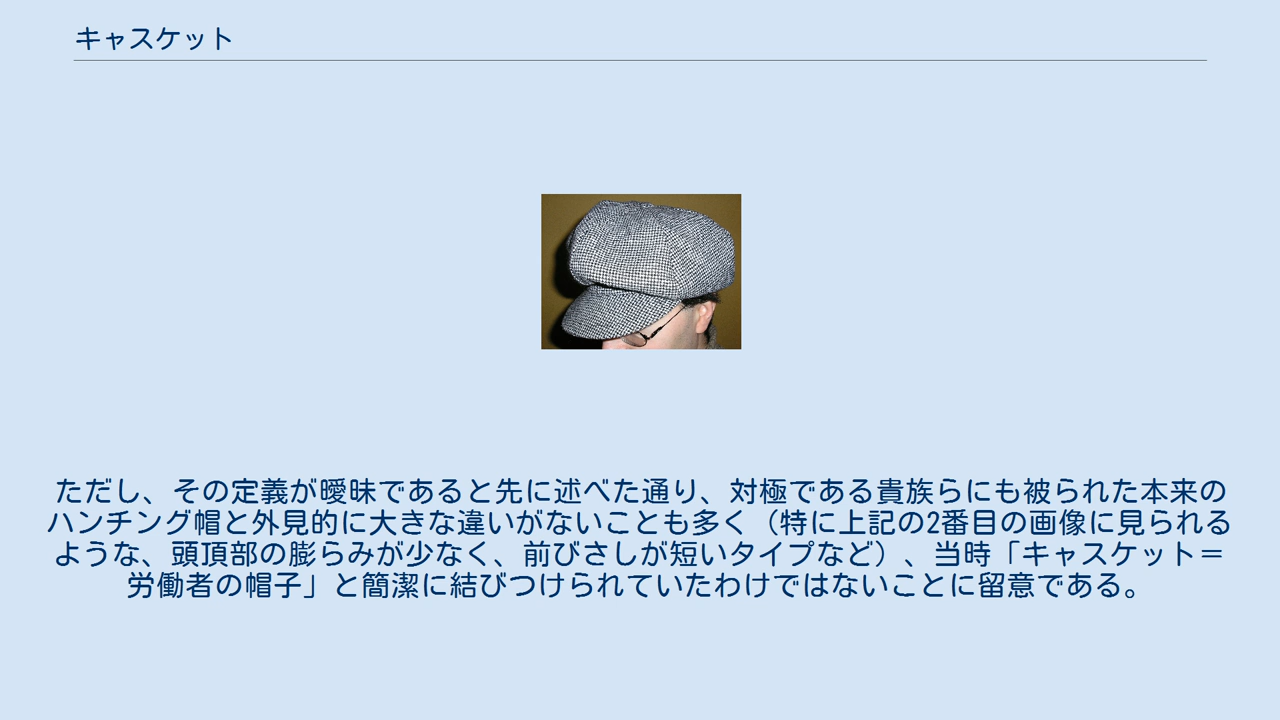 キャスケット
ただし、その定義が曖昧であると先に述べた通り、対極である貴族らにも被られた本来の
ハンチング帽と外見的に大きな違いがないことも多く（特に上記の2番目の画像に見られる
ような、頭頂部の膨らみが少なく、前びさしが短いタイプなど）、当時「キャスケット＝
労働者の帽子」と簡潔に結びつけられていたわけではないことに留意である。